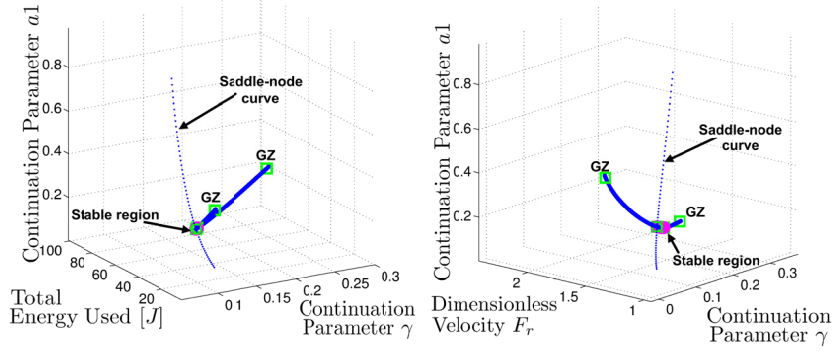 Continuation Parameter a1
0.8
0.6
0.4
0.2
Saddle-node
curve
GZ
GZ
Stable region
100
80
60
40
20
Total
Energy Used [J]
01
0.15
0.2
0.25
0.3
Continuation
Parameter γ
Continuation Parameter a1
0.8
0.6
0.4
0.2
Saddle-node
curve
GZ
GZ
Stable region
2
1.5
1
Dimensionless
Velocity Fr
0
0.1
0.2
0.3
Continuation
Parameter γ